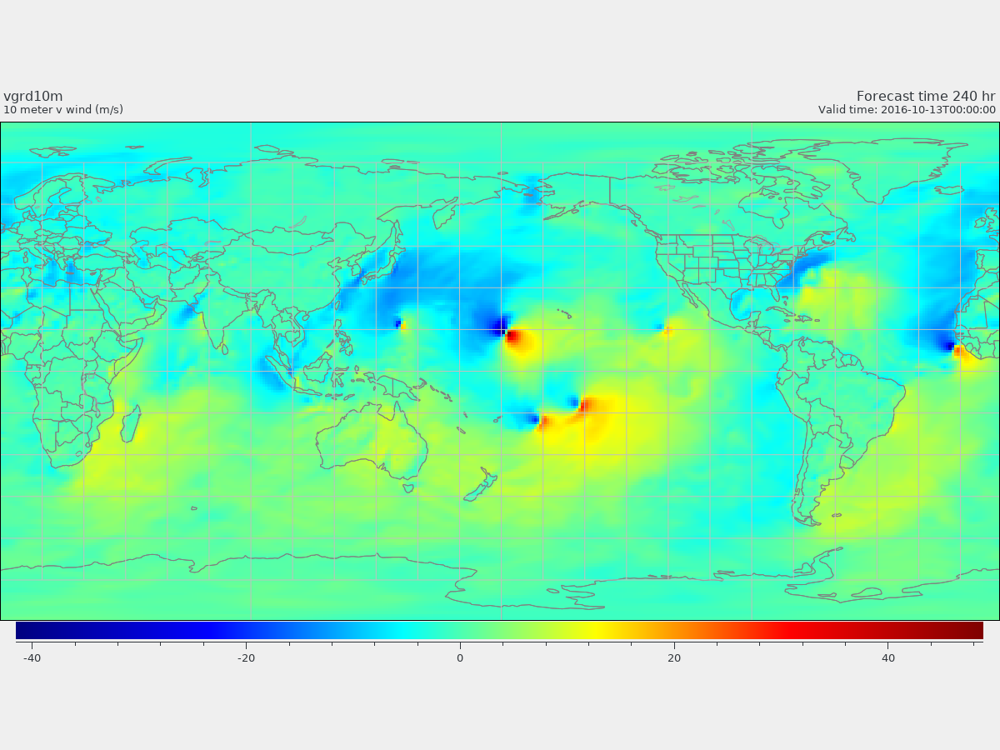 vgrd10m
10 meter v wind (m/s)
Forecast time 240 hr
Valid time: 2016-10-13T00:00:00
-40 -20 0 20 40